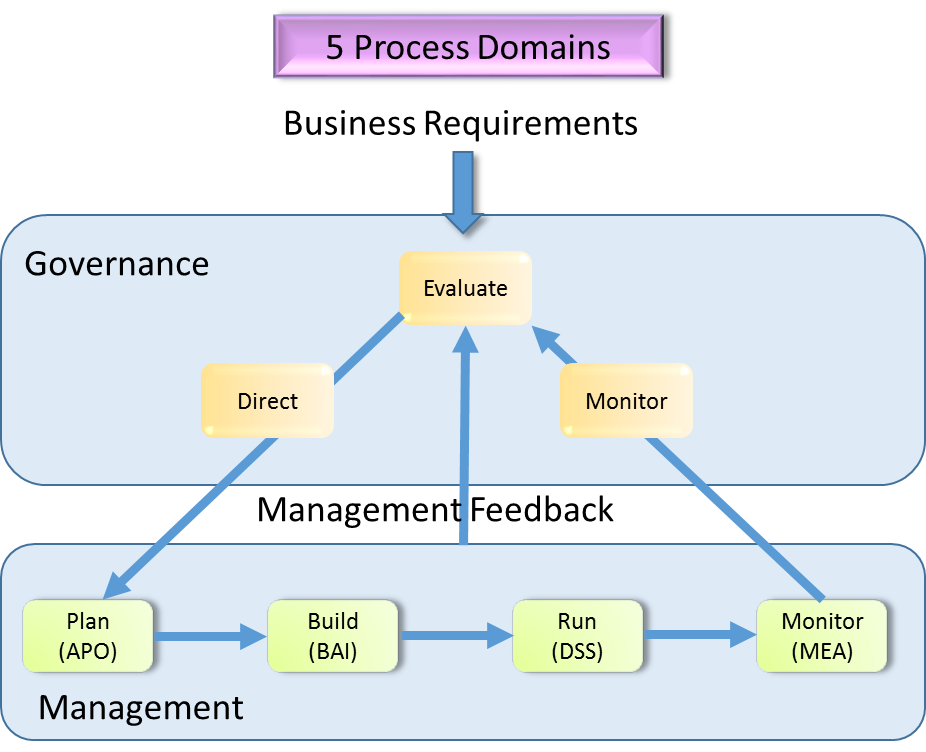 5 Process Domains
Business Requirements
Governance
Evaluate
Direct
Monitor
Management Feedback
Plan
(APO)
Build
(BAI)
Run
(DSS)
Monitor
(MEA)
Management